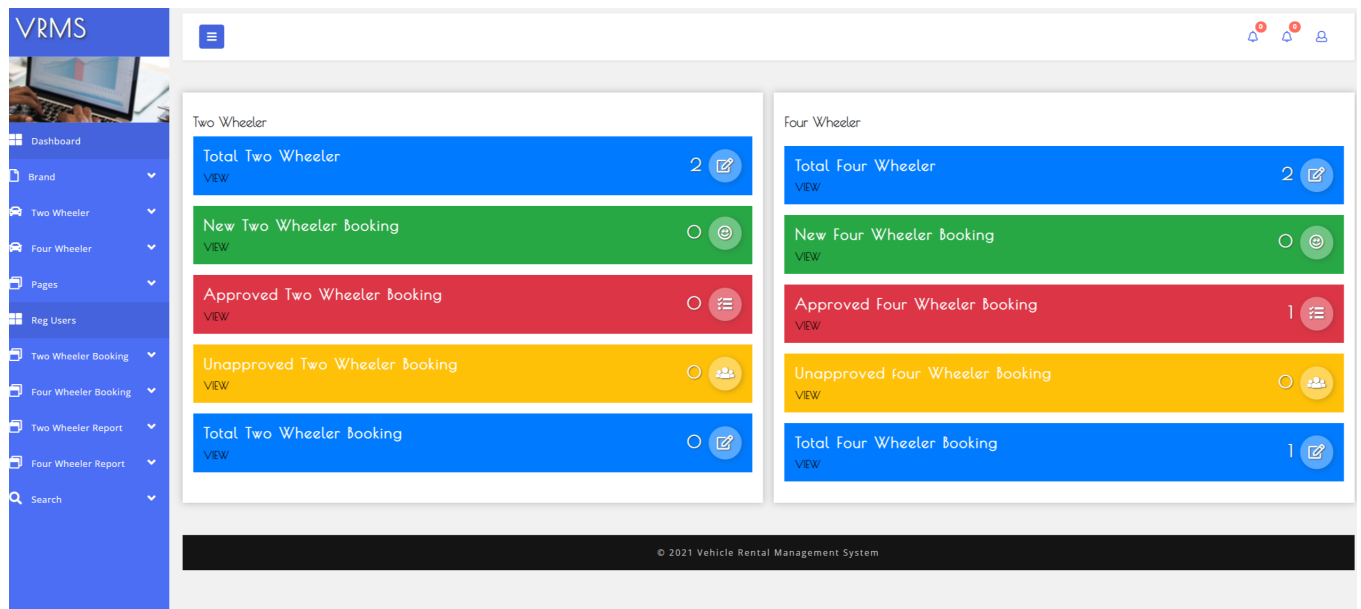 VRMS
0
0
Dashboard
Brand
Two Wheeler
Four Wheeler
Pages
Reg Users
Two Wheeler Booking
Four Wheeler Booking
Two Wheeler Report
Four Wheeler Report
Search
Two Wheeler
Total Two Wheeler
2
VIEW
New Two Wheeler Booking
0
VIEW
Approved Two Wheeler Booking
0
VIEW
Unapproved Two Wheeler Booking
0
VIEW
Total Two Wheeler Booking
0
VIEW
Four Wheeler
Total Four Wheeler
2
VIEW
New Four Wheeler Booking
0
VIEW
Approved Four Wheeler Booking
1
VIEW
Unapproved four Wheeler Booking
0
VIEW
Total Four Wheeler Booking
1
VIEW
© 2021 Vehicle Rental Management System